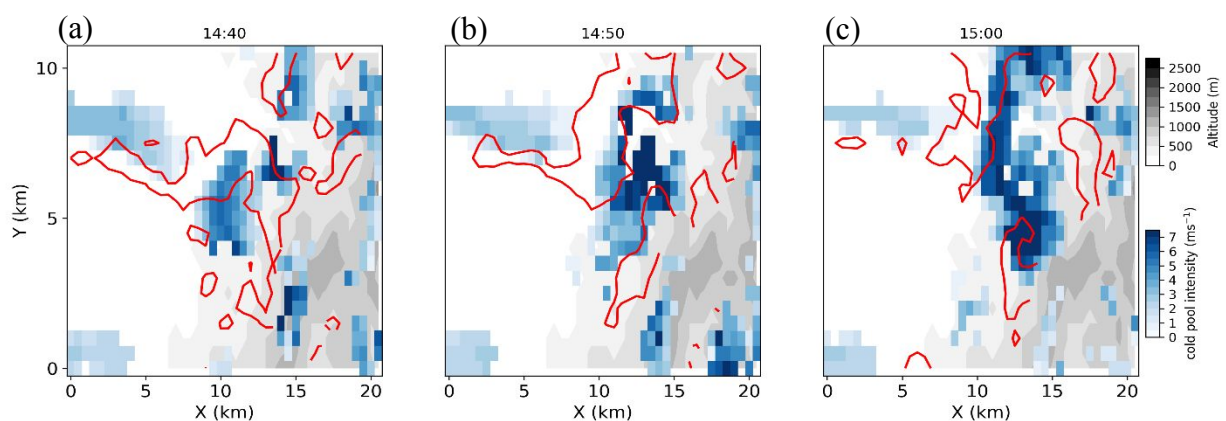 (a)
14:40
(b)
14:50
(c)
15:00
10
5
0
Y (km)
0 5 10 15 20
X (km)
0 5 10 15 20
X (km)
0 5 10 15 20
X (km)
2500
2000
1500
1000
500
0
Altitude (m)
7
6
5
4
3
2
1
0
cold pool intensity (ms⁻¹)